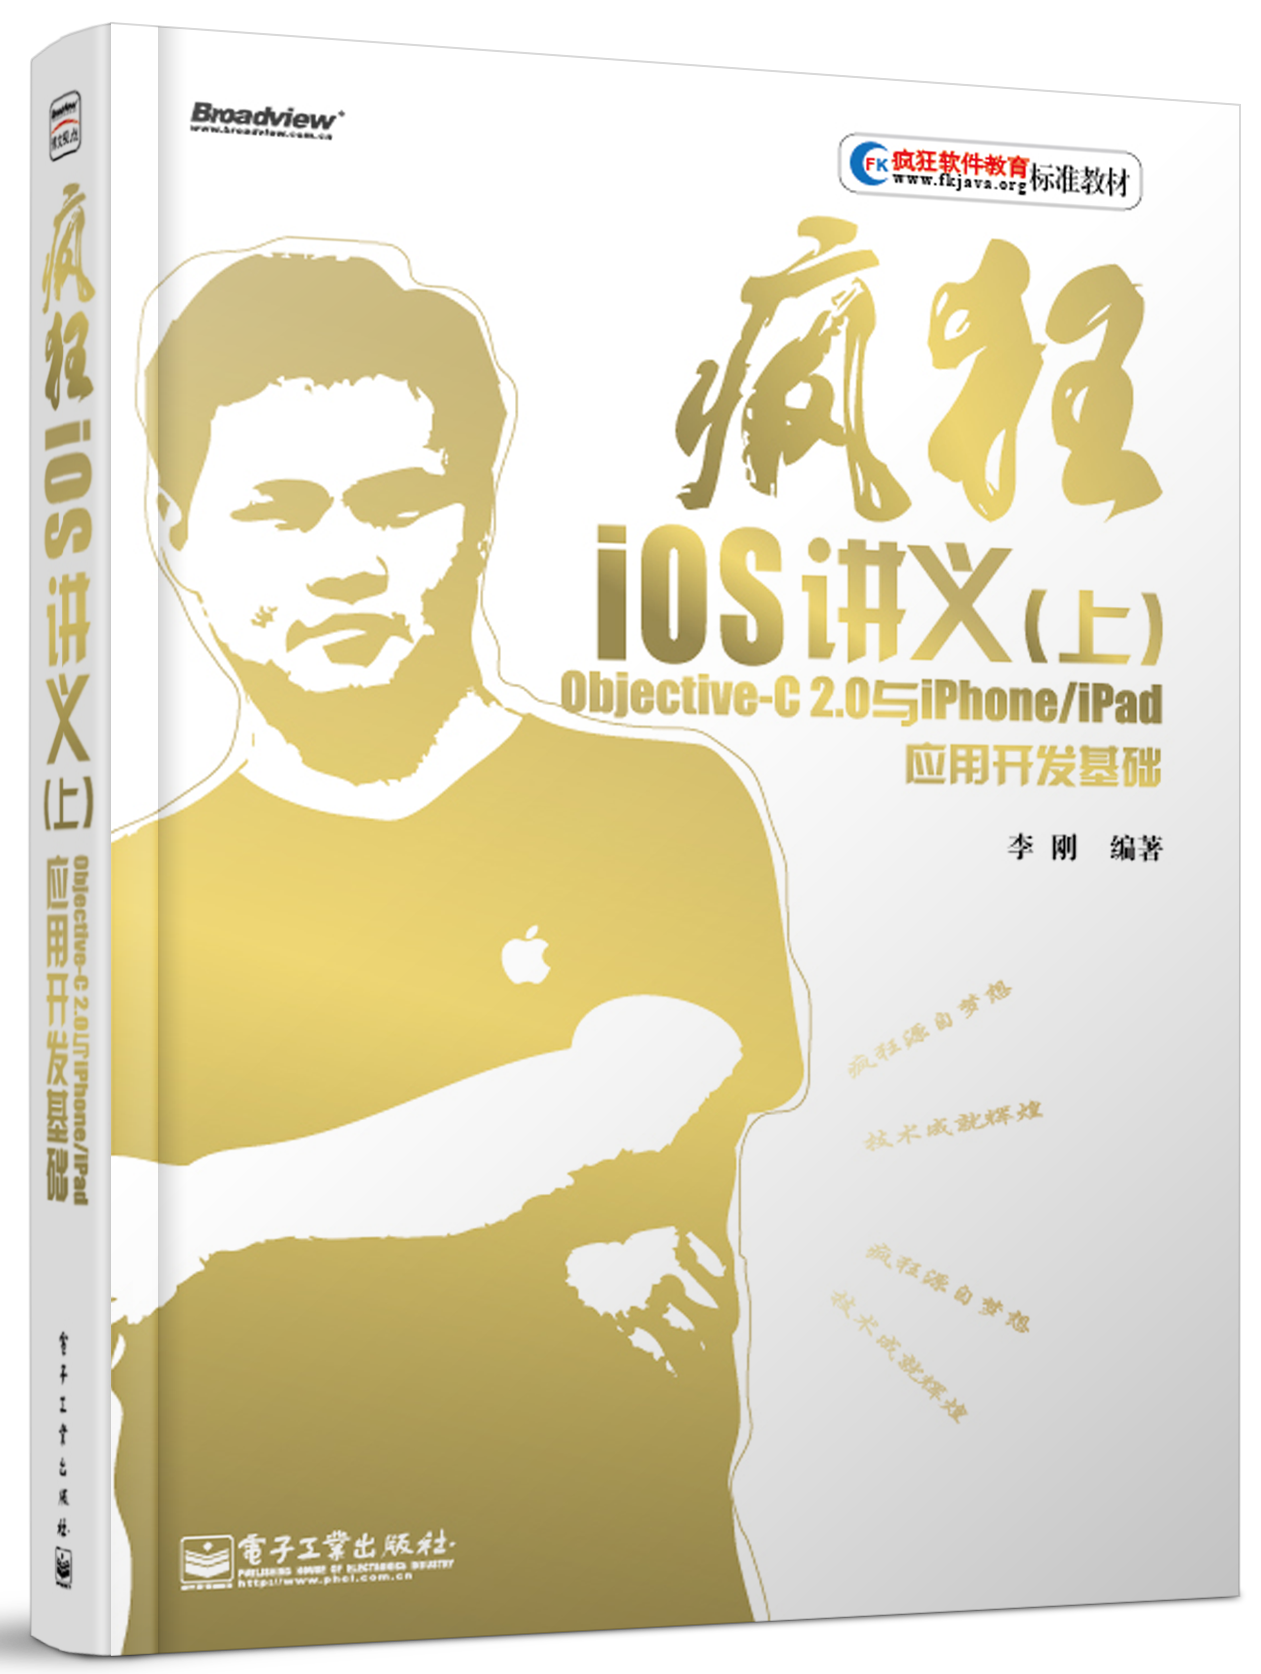 Broadview
www.broadview.com.cn
FK 疯狂软件教育 标准教材
www.fkjava.org
疯狂
iOS 讲义(上)
Objective-C 2.0与iPhone/iPad
应用开发基础
李刚 编著
疯狂源自梦想
技术成就辉煌
疯狂源自梦想
技术成就辉煌
電子工業出版社·
PUBLISHING HOUSE OF ELECTRONICS INDUSTRY
http://www.phei.com.cn
Broadview
博文视点
疯狂iOS讲义(上)
Objective-C 2.0与iPhone/iPad
应用开发基础
電子工業出版社·